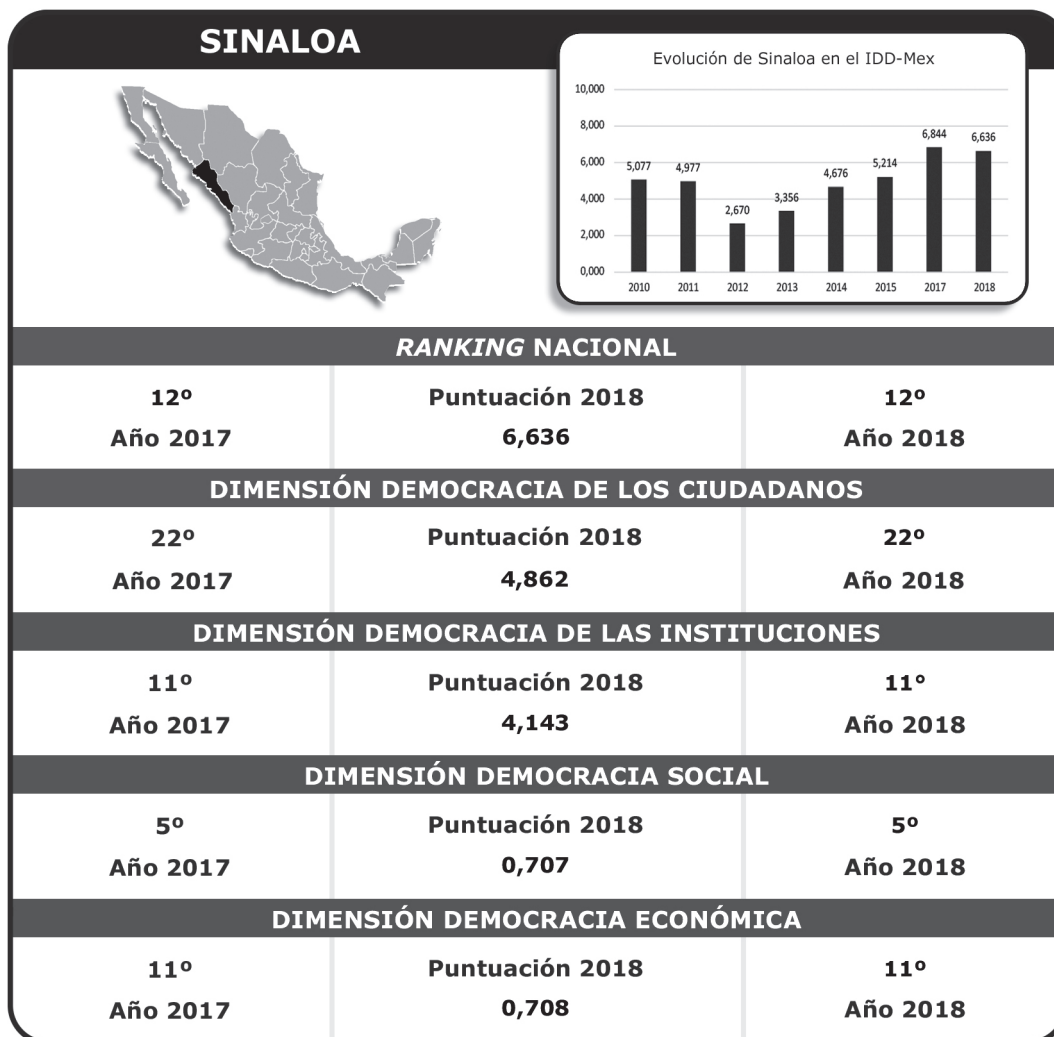 SINALOA
Evolución de Sinaloa en el IDD-Mex
10,000
8,000
6,000
4,000
2,000
0,000
5,077
4,977
2,670
3,356
4,676
5,214
6,844
6,636
2010 2011 2012 2013 2014 2015 2017 2018
RANKING NACIONAL
12º Puntuación 2018 12º
Año 2017 6,636 Año 2018
DIMENSIÓN DEMOCRACIA DE LOS CIUDADANOS
22º Puntuación 2018 22º
Año 2017 4,862 Año 2018
DIMENSIÓN DEMOCRACIA DE LAS INSTITUCIONES
11º Puntuación 2018 11°
Año 2017 4,143 Año 2018
DIMENSIÓN DEMOCRACIA SOCIAL
5º Puntuación 2018 5º
Año 2017 0,707 Año 2018
DIMENSIÓN DEMOCRACIA ECONÓMICA
11º Puntuación 2018 11º
Año 2017 0,708 Año 2018